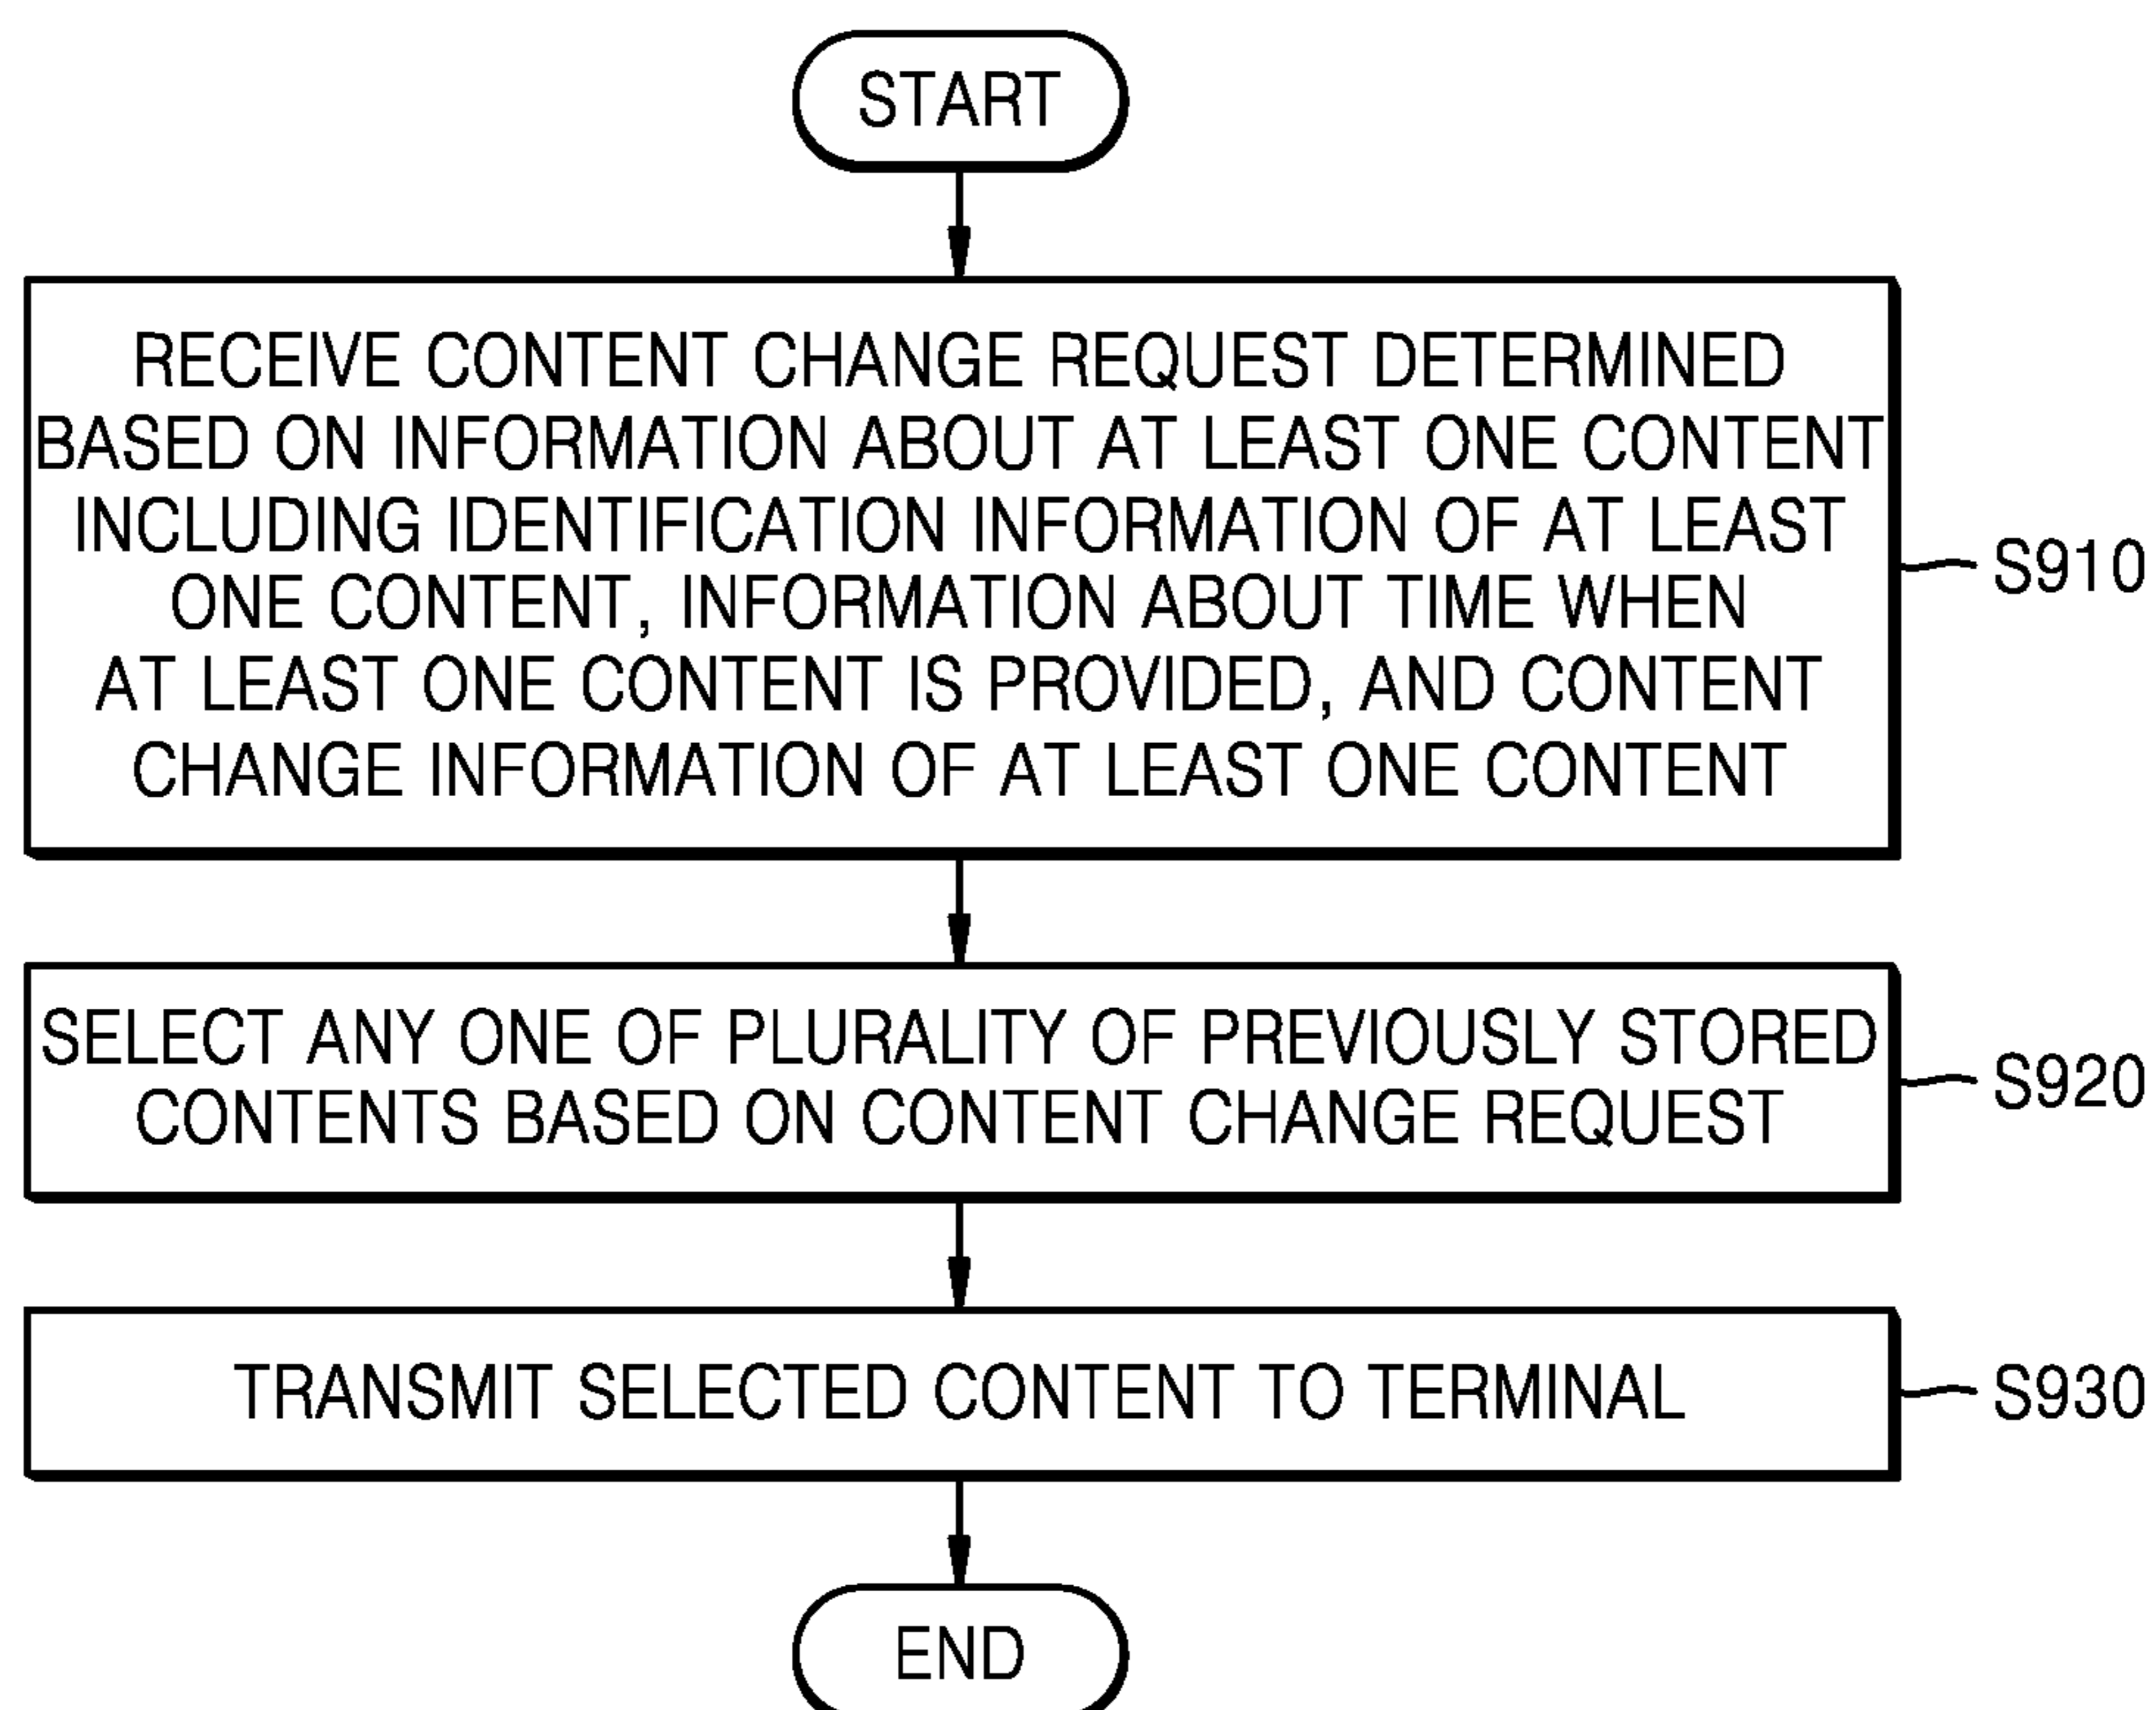 START
RECEIVE CONTENT CHANGE REQUEST DETERMINED
BASED ON INFORMATION ABOUT AT LEAST ONE CONTENT
INCLUDING IDENTIFICATION INFORMATION OF AT LEAST
ONE CONTENT, INFORMATION ABOUT TIME WHEN
AT LEAST ONE CONTENT IS PROVIDED, AND CONTENT
CHANGE INFORMATION OF AT LEAST ONE CONTENT
S910
SELECT ANY ONE OF PLURALITY OF PREVIOUSLY STORED
CONTENTS BASED ON CONTENT CHANGE REQUEST
S920
TRANSMIT SELECTED CONTENT TO TERMINAL
S930
END